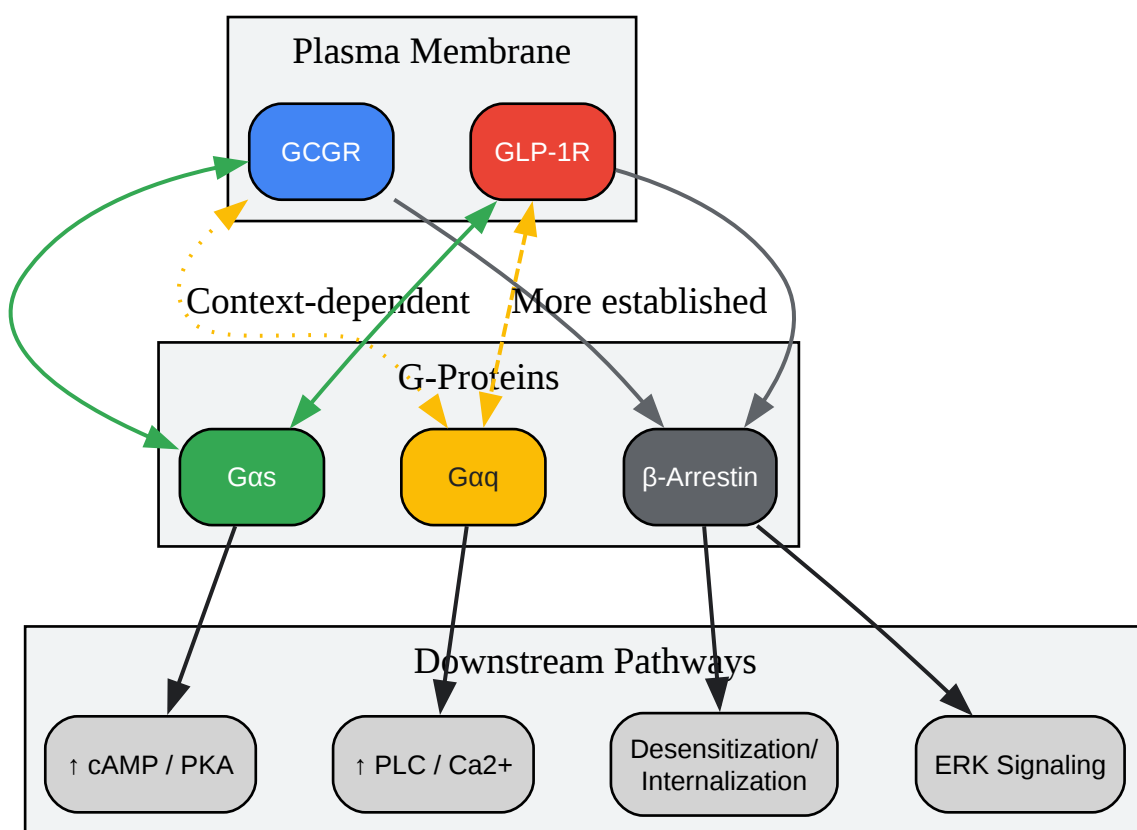 Plasma Membrane
GCGR
GLP-1R
Context-dependent
More established
G-Proteins
Gαs
Gαq
β-Arrestin
Downstream Pathways
↑ cAMP / PKA
↑ PLC / Ca2+
Desensitization/
Internalization
ERK Signaling